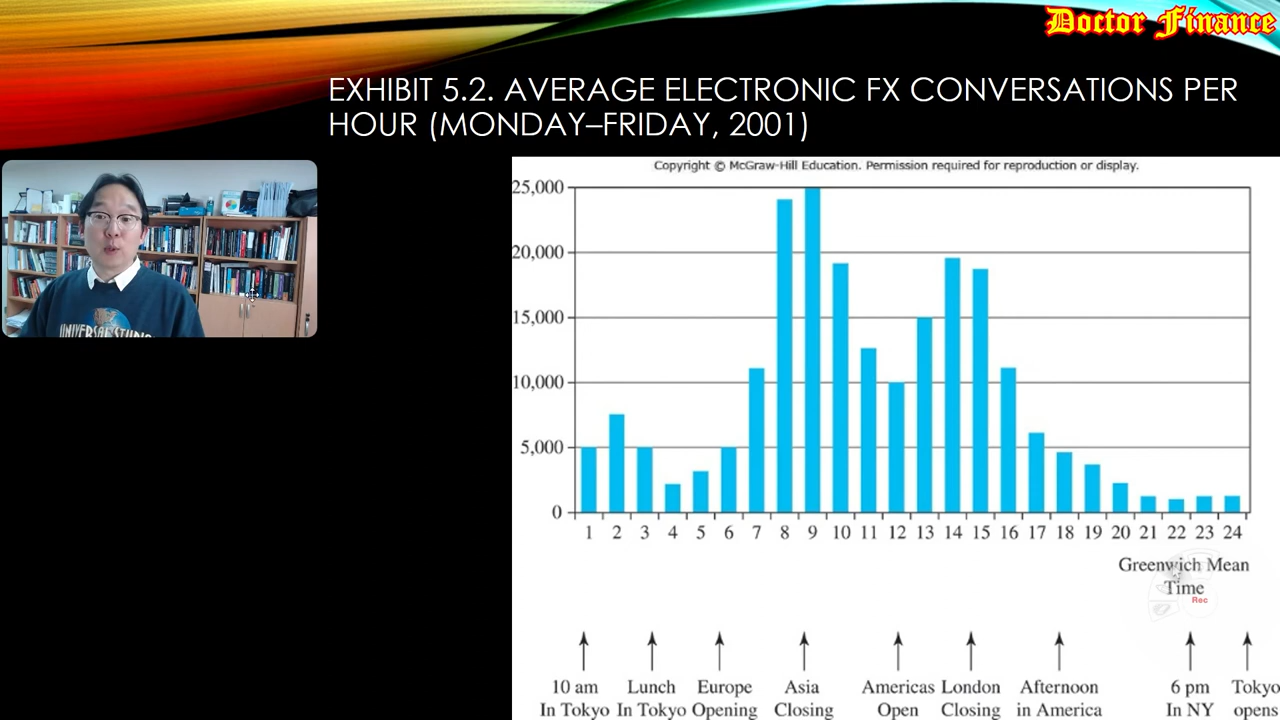 Doctor Finance
EXHIBIT 5.2. AVERAGE ELECTRONIC FX CONVERSATIONS PER
HOUR (MONDAY–FRIDAY, 2001)
Copyright © McGraw-Hill Education. Permission required for reproduction or display.
25,000
20,000
15,000
10,000
5,000
0
1 2 3 4 5 6 7 8 9 10 11 12 13 14 15 16 17 18 19 20 21 22 23 24
Greenwich Mean
Time
Rec
10 am
In Tokyo
Lunch
In Tokyo
Europe
Opening
Asia
Closing
Americas
Open
London
Closing
Afternoon
in America
6 pm
In NY
Tokyo
opens